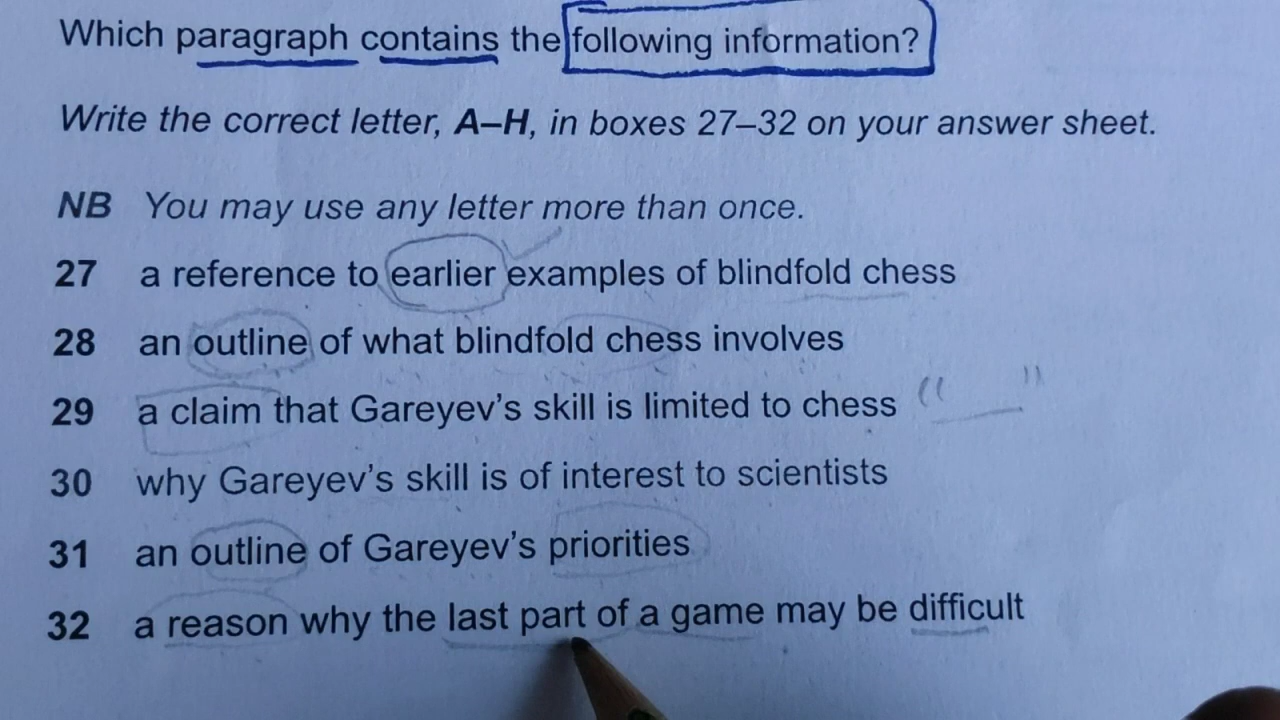 Which paragraph contains the following information?
Write the correct letter, A–H, in boxes 27–32 on your answer sheet.
NB You may use any letter more than once.
27 a reference to earlier examples of blindfold chess
28 an outline of what blindfold chess involves
29 a claim that Gareyev's skill is limited to chess " "
30 why Gareyev's skill is of interest to scientists
31 an outline of Gareyev's priorities
32 a reason why the last part of a game may be difficult